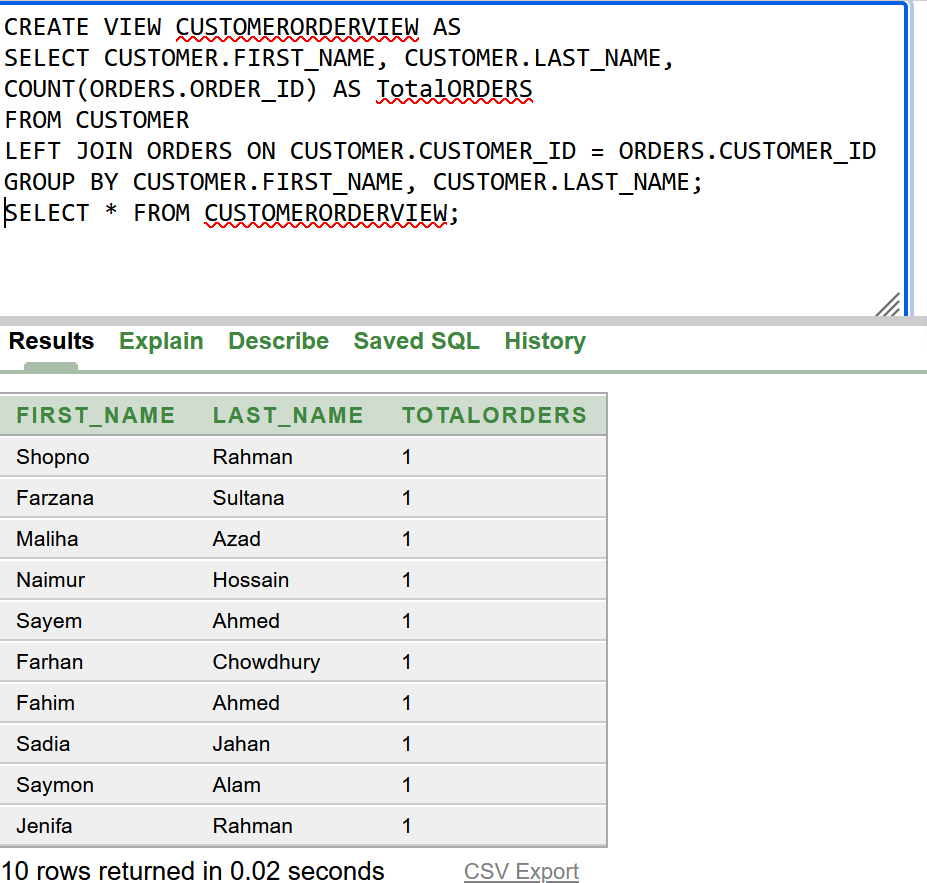 CREATE VIEW CUSTOMERORDERVIEW AS
SELECT CUSTOMER.FIRST_NAME, CUSTOMER.LAST_NAME,
COUNT(ORDERS.ORDER_ID) AS TotalORDERS
FROM CUSTOMER
LEFT JOIN ORDERS ON CUSTOMER.CUSTOMER_ID = ORDERS.CUSTOMER_ID
GROUP BY CUSTOMER.FIRST_NAME, CUSTOMER.LAST_NAME;
SELECT * FROM CUSTOMERORDERVIEW;
Results Explain Describe Saved SQL History
FIRST_NAME LAST_NAME TOTALORDERS
Shopno Rahman 1
Farzana Sultana 1
Maliha Azad 1
Naimur Hossain 1
Sayem Ahmed 1
Farhan Chowdhury 1
Fahim Ahmed 1
Sadia Jahan 1
Saymon Alam 1
Jenifa Rahman 1
10 rows returned in 0.02 seconds CSV Export